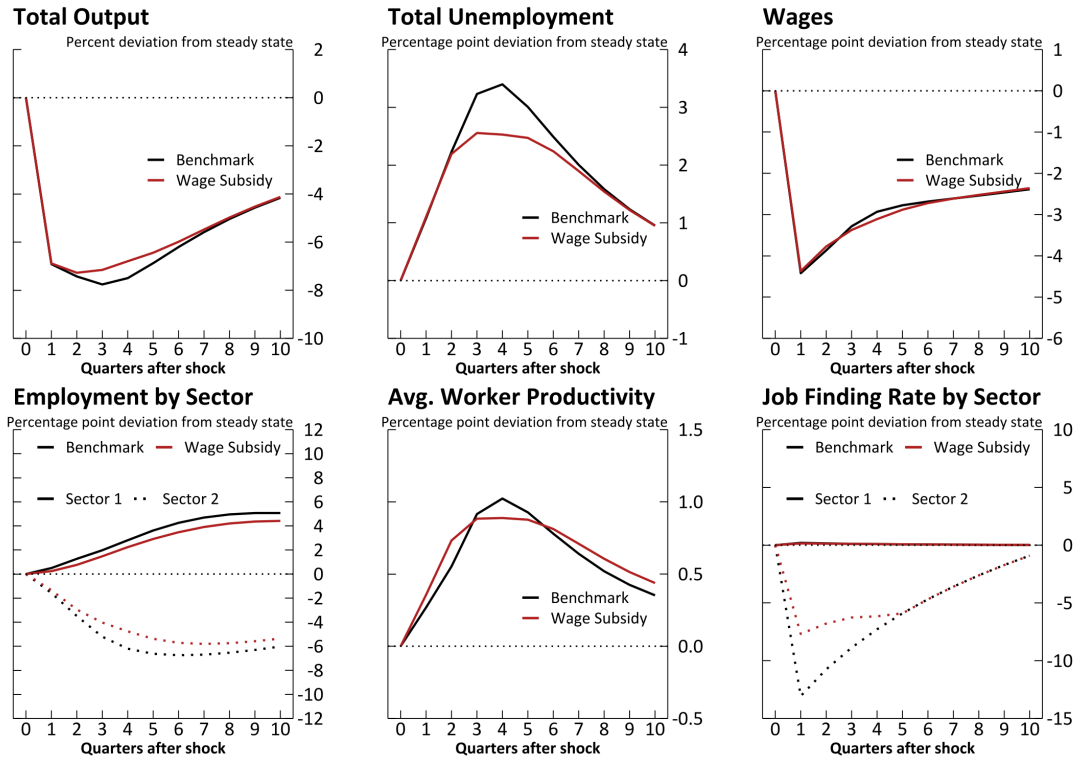 Total Output
Percent deviation from steady state
2
0
-2
-4
-6
-8
-10
Benchmark
Wage Subsidy
0 1 2 3 4 5 6 7 8 9 10
Quarters after shock
Total Unemployment
Percentage point deviation from steady state
4
3
2
1
0
-1
Benchmark
Wage Subsidy
0 1 2 3 4 5 6 7 8 9 10
Quarters after shock
Wages
Percentage point deviation from steady state
1
0
-1
-2
-3
-4
-5
-6
Benchmark
Wage Subsidy
0 1 2 3 4 5 6 7 8 9 10
Quarters after shock
Employment by Sector
Percentage point deviation from steady state
Benchmark Wage Subsidy
Sector 1 Sector 2
12
10
8
6
4
2
0
-2
-4
-6
-8
-10
-12
0 1 2 3 4 5 6 7 8 9 10
Quarters after shock
Avg. Worker Productivity
Percentage point deviation from steady state
1.5
1.0
0.5
0.0
-0.5
Benchmark
Wage Subsidy
0 1 2 3 4 5 6 7 8 9 10
Quarters after shock
Job Finding Rate by Sector
Percentage point deviation from steady state
Benchmark Wage Subsidy
Sector 1 Sector 2
10
5
0
-5
-10
-15
0 1 2 3 4 5 6 7 8 9 10
Quarters after shock